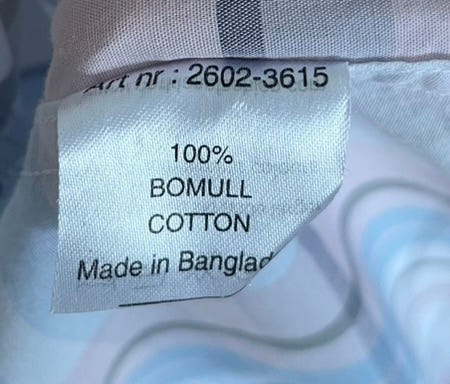 Art nr : 2602-3615
100%
BOMULL
COTTON
Made in Banglad